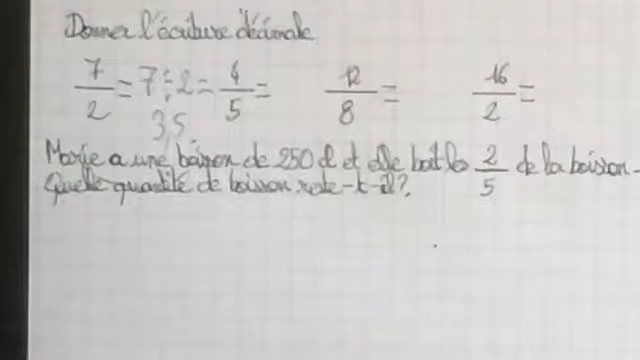 Donner l'écriture décimale
7/2 = 7 ÷ 2 = 4/5 = 12/8 = 16/2 =
3,5
Marie a une boisson de 250 l et elle boit les 2/5 de la boisson.
Quelle quantité de boisson reste-t-il?